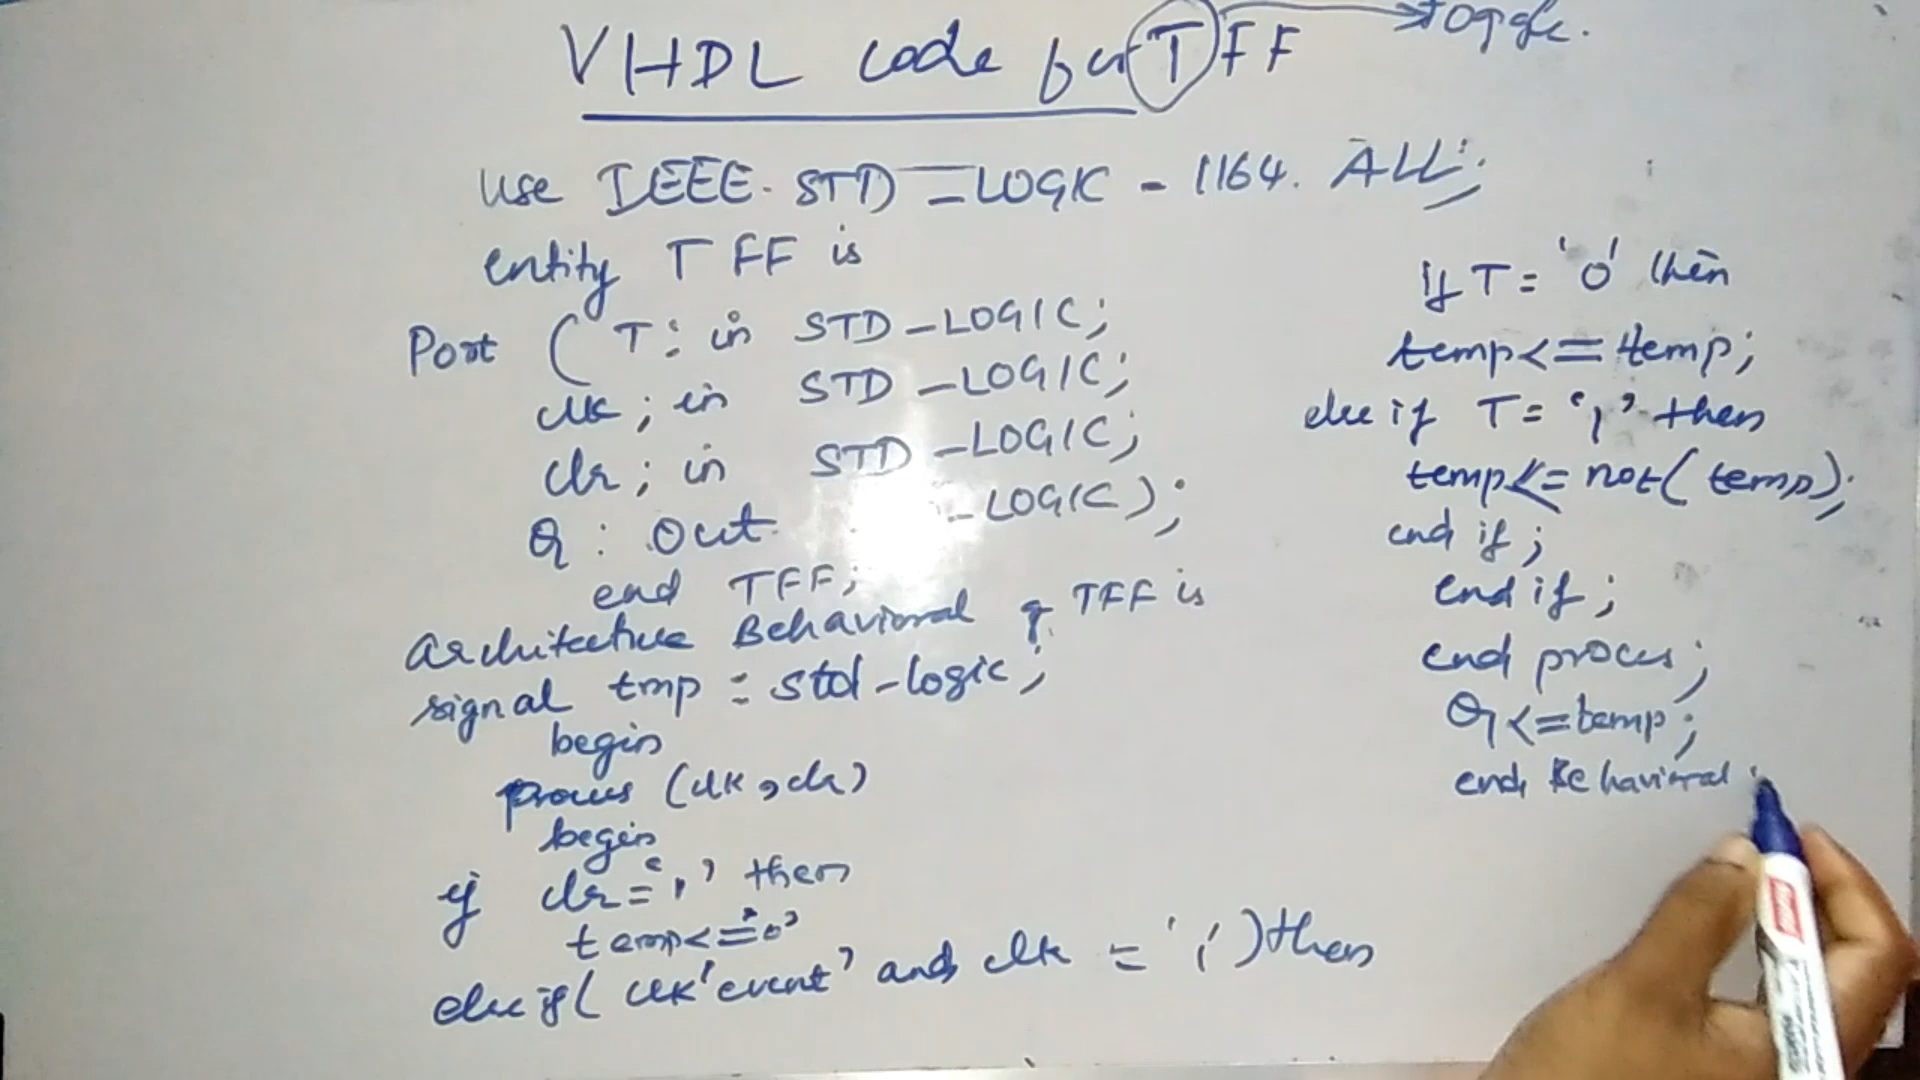 VHDL code for T FF → Toggle.
use IEEE. STD_LOGIC - 1164. ALL;
entity T FF is
Port ( T : in STD_LOGIC;
clk ; in STD_LOGIC;
clr ; in STD_LOGIC;
Q : out _LOGIC);
end TFF;
Architecture Behavioral of TFF is
signal tmp : std_logic;
begin
process (clk, clr)
begin
if clr = '1' then
temp <= '0'
else if ( clk'event' and clk = '1' ) then
if T = '0' then
temp <= temp;
else if T = '1' then
temp <= not( temp);
end if ;
end if ;
end process;
Q <= temp;
end Behavioral ;